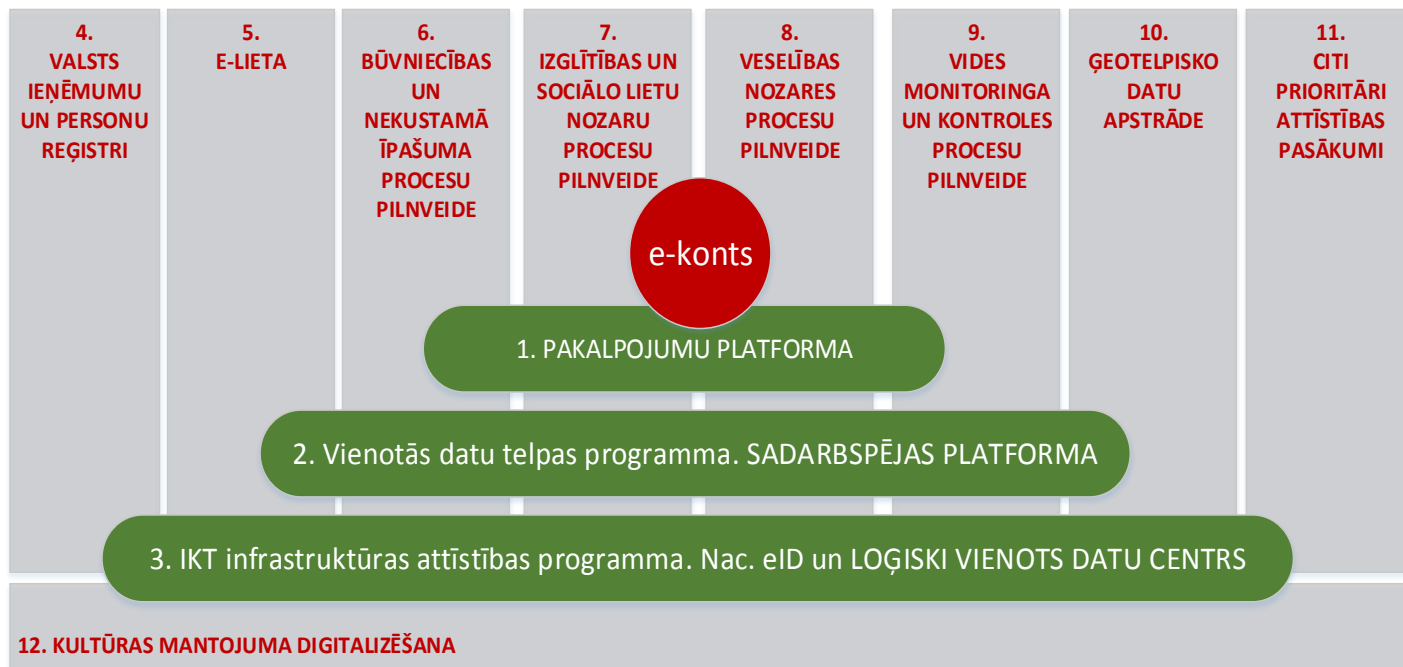 4.
VALSTS
IEŅĒMUMU
UN PERSONU
REĢISTRI
5.
E-LIETA
6.
BŪVNIECĪBAS
UN
NEKUSTAMĀ
ĪPAŠUMA
PROCESU
PILNVEIDE
7.
IZGLĪTĪBAS UN
SOCIĀLO LIETU
NOZARU
PROCESU
PILNVEIDE
8.
VESELĪBAS
NOZARES
PROCESU
PILNVEIDE
9.
VIDES
MONITORINGA
UN KONTROLES
PROCESU
PILNVEIDE
10.
ĢEOTELPISKO
DATU
APSTRĀDE
11.
CITI
PRIORITĀRI
ATTĪSTĪBAS
PASĀKUMI
e-konts
1. PAKALPOJUMU PLATFORMA
2. Vienotās datu telpas programma. SADARBSPĒJAS PLATFORMA
3. IKT infrastruktūras attīstības programma. Nac. eID un LOĢISKI VIENOTS DATU CENTRS
12. KULTŪRAS MANTOJUMA DIGITALIZĒŠANA